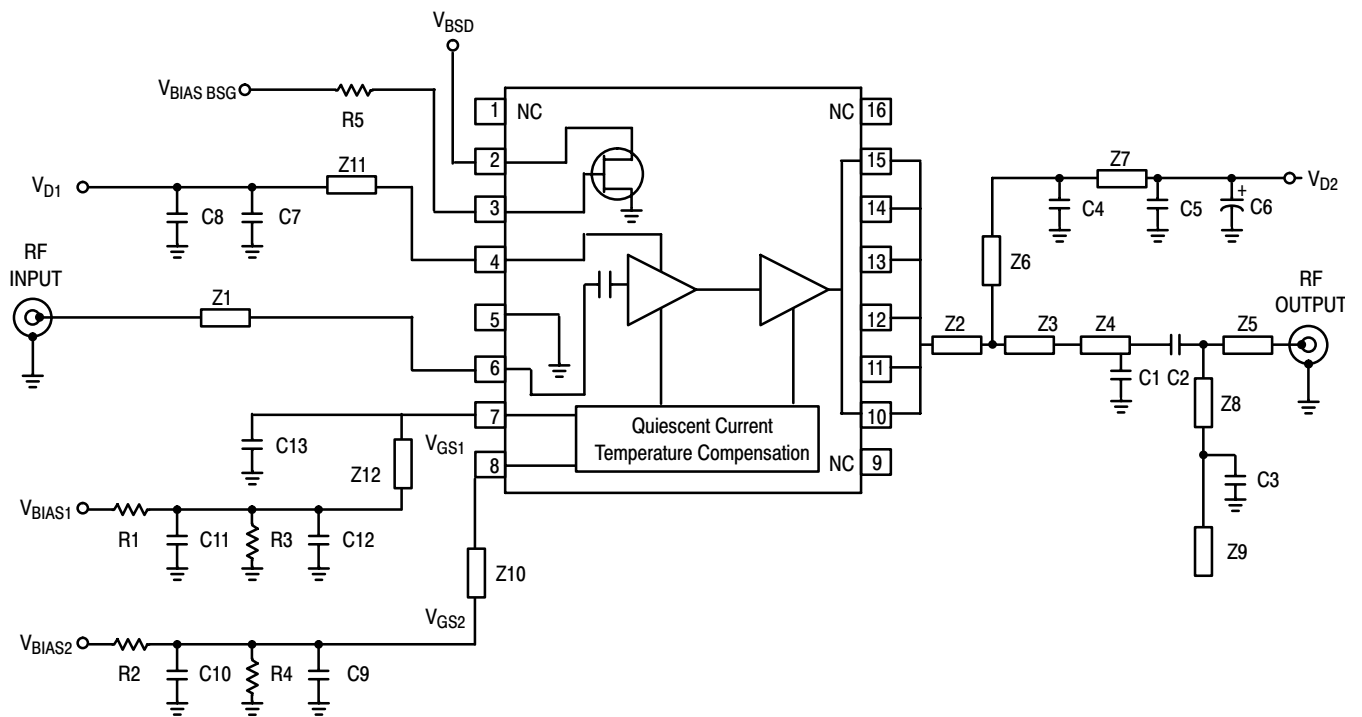 VBSD
VBIAS BSG
R5
1
NC
NC
16
2
15
Z11
Z7
VD1
VD2
3
14
C8
C7
C4
C5
+
C6
RF
INPUT
4
13
Z6
RF
OUTPUT
Z1
5
12
Z2
Z3
Z4
Z5
6
11
C1
C2
7
10
Z8
Quiescent Current
Temperature Compensation
C13
VGS1
8
NC
9
Z12
C3
VBIAS1
R1
C11
R3
C12
Z9
Z10
VGS2
VBIAS2
R2
C10
R4
C9